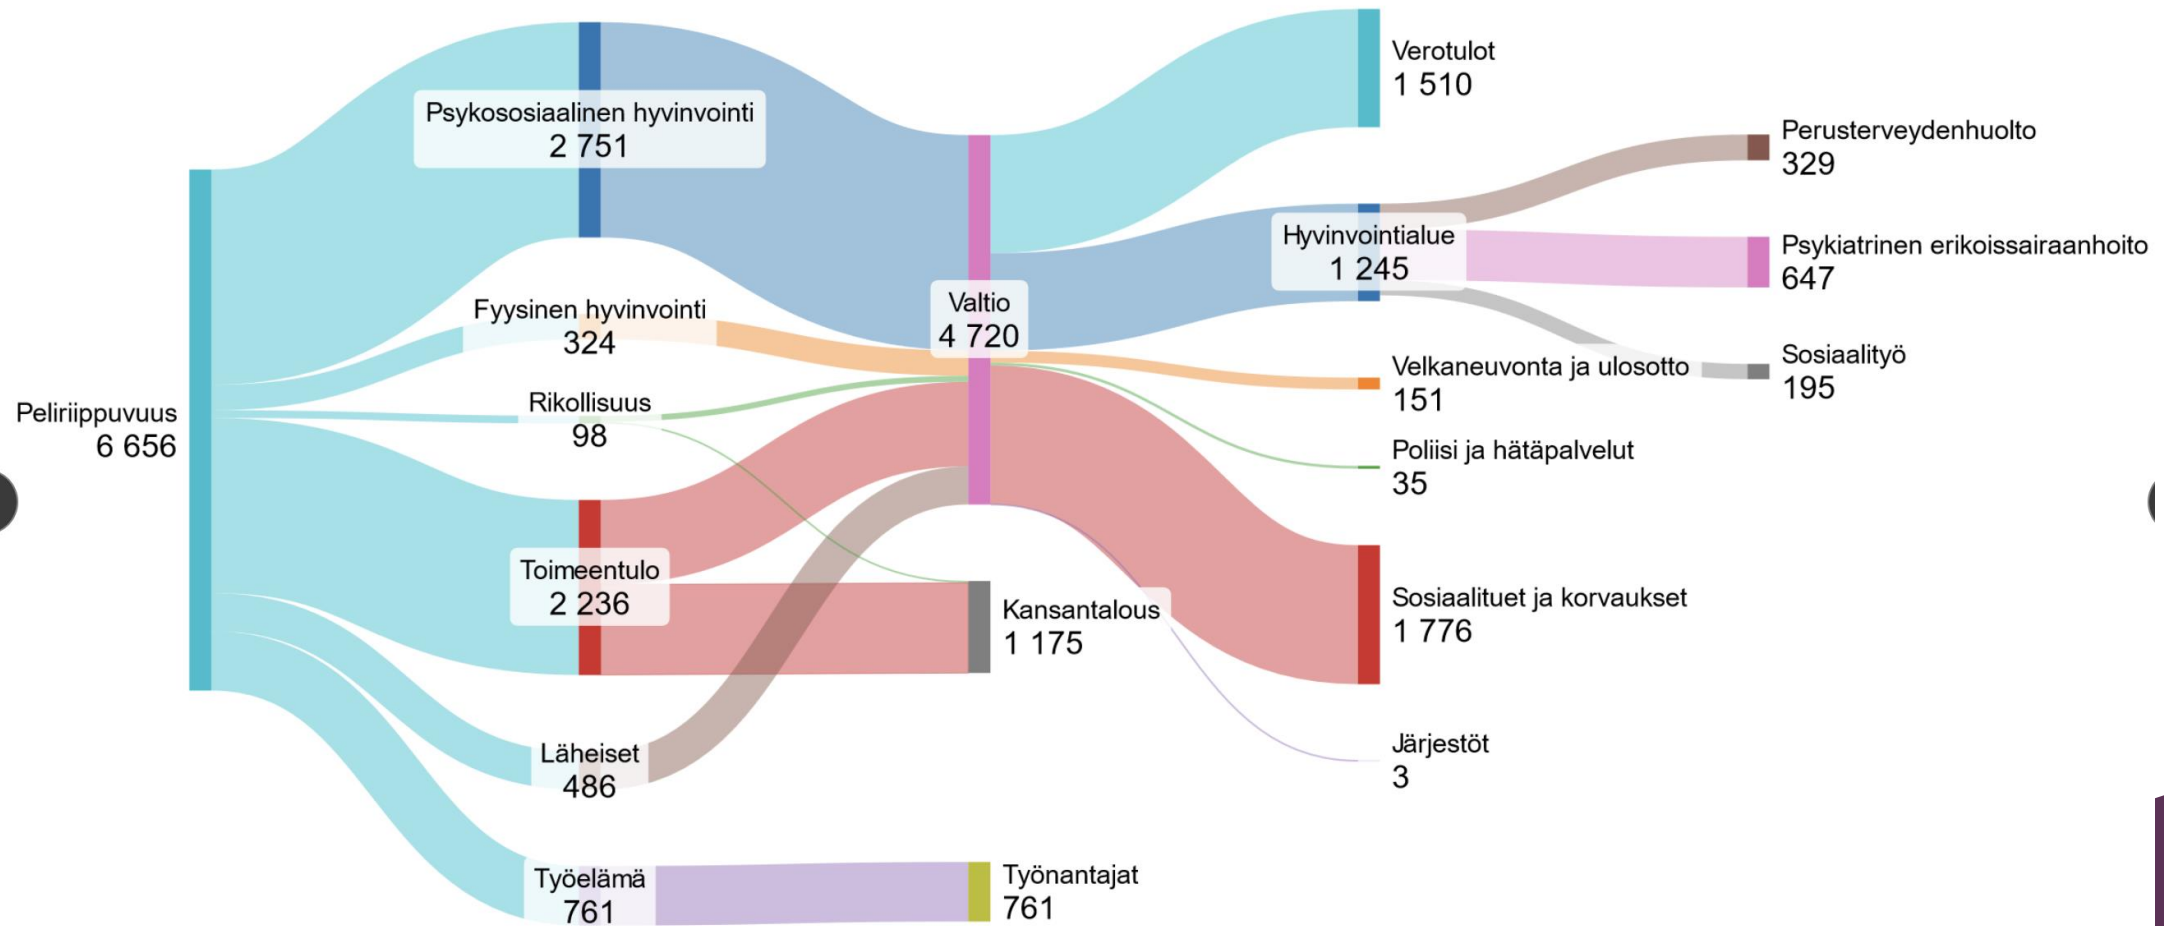 Peliriippuvuus
6 656
Psykososiaalinen hyvinvointi
2 751
Fyysinen hyvinvointi
324
Rikollisuus
98
Toimeentulo
2 236
Läheiset
486
Työelämä
761
Valtio
4 720
Kansantalous
1 175
Työnantajat
761
Verotulot
1 510
Hyvinvointialue
1 245
Velkaneuvonta ja ulosotto
151
Poliisi ja hätäpalvelut
35
Sosiaalituet ja korvaukset
1 776
Järjestöt
3
Perusterveydenhuolto
329
Psykiatrinen erikoissairaanhoito
647
Sosiaalityö
195